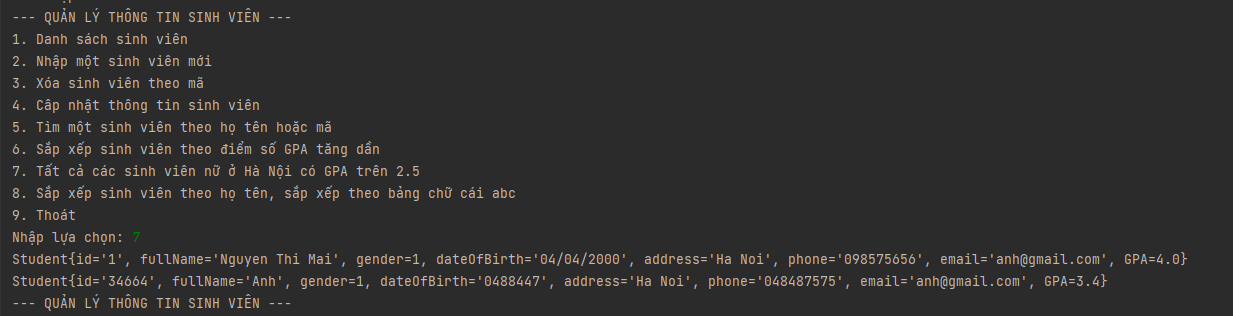 --- QUẢN LÝ THÔNG TIN SINH VIÊN ---
1. Danh sách sinh viên
2. Nhập một sinh viên mới
3. Xóa sinh viên theo mã
4. Câp nhật thông tin sinh viên
5. Tìm một sinh viên theo họ tên hoặc mã
6. Sắp xếp sinh viên theo điểm số GPA tăng dần
7. Tất cả các sinh viên nữ ở Hà Nội có GPA trên 2.5
8. Sắp xếp sinh viên theo họ tên, sắp xếp theo bảng chữ cái abc
9. Thoát
Nhập lựa chọn: 7
Student{id='1', fullName='Nguyen Thi Mai', gender=1, dateOfBirth='04/04/2000', address='Ha Noi', phone='098575656', email='anh@gmail.com', GPA=4.0}
Student{id='34664', fullName='Anh', gender=1, dateOfBirth='0488447', address='Ha Noi', phone='048487575', email='anh@gmail.com', GPA=3.4}
--- QUẢN LÝ THÔNG TIN SINH VIÊN ---